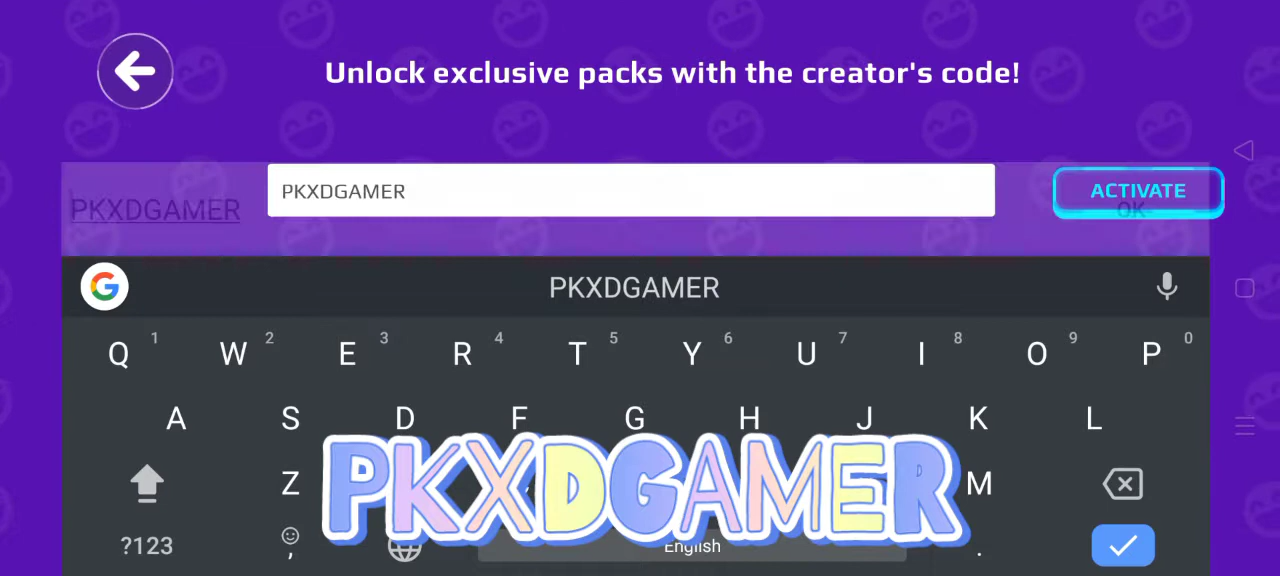 Unlock exclusive packs with the creator's code!
PKXDGAMER
PKXDGAMER
ACTIVATE
OK
G PKXDGAMER
Q 1 W 2 E 3 R 4 T 5 Y 6 U 7 I 8 O 9 P 0
A S D F G H J K L
Z M
PKXDGAMER
?123 , English .